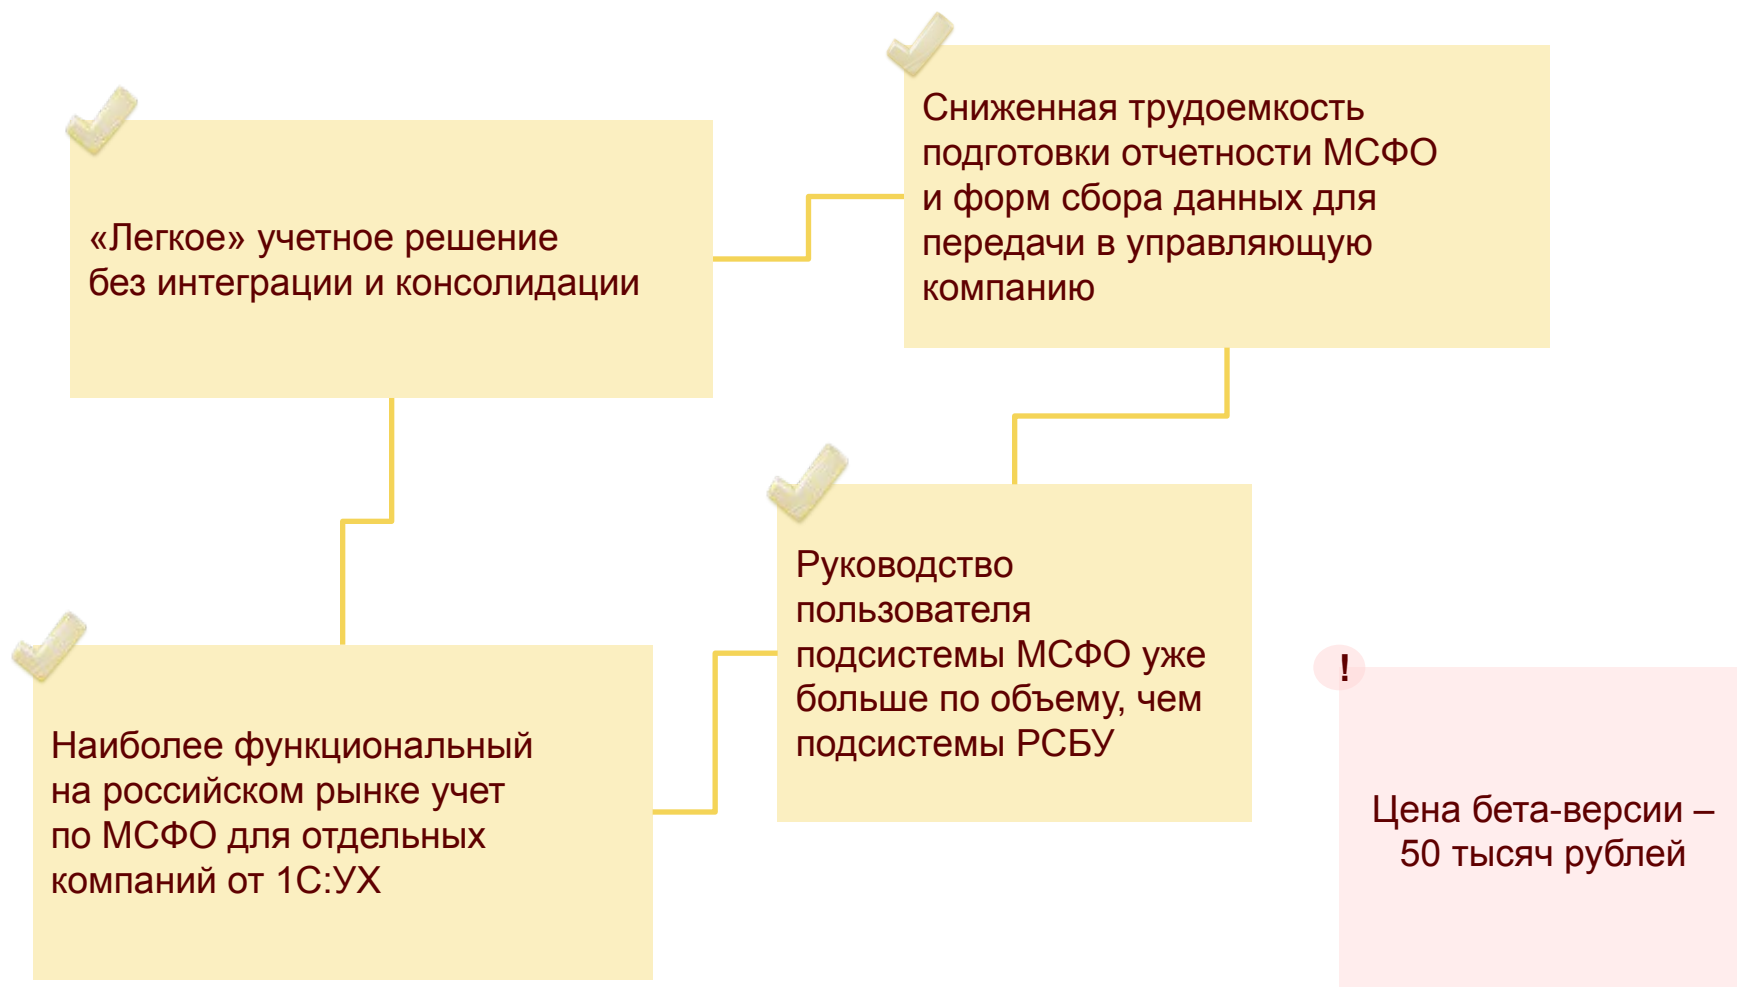 «Легкое» учетное решение
без интеграции и консолидации
Сниженная трудоемкость
подготовки отчетности МСФО
и форм сбора данных для
передачи в управляющую
компанию
Наиболее функциональный
на российском рынке учет
по МСФО для отдельных
компаний от 1С:УХ
Руководство
пользователя
подсистемы МСФО уже
больше по объему, чем
подсистемы РСБУ
!
Цена бета-версии –
50 тысяч рублей